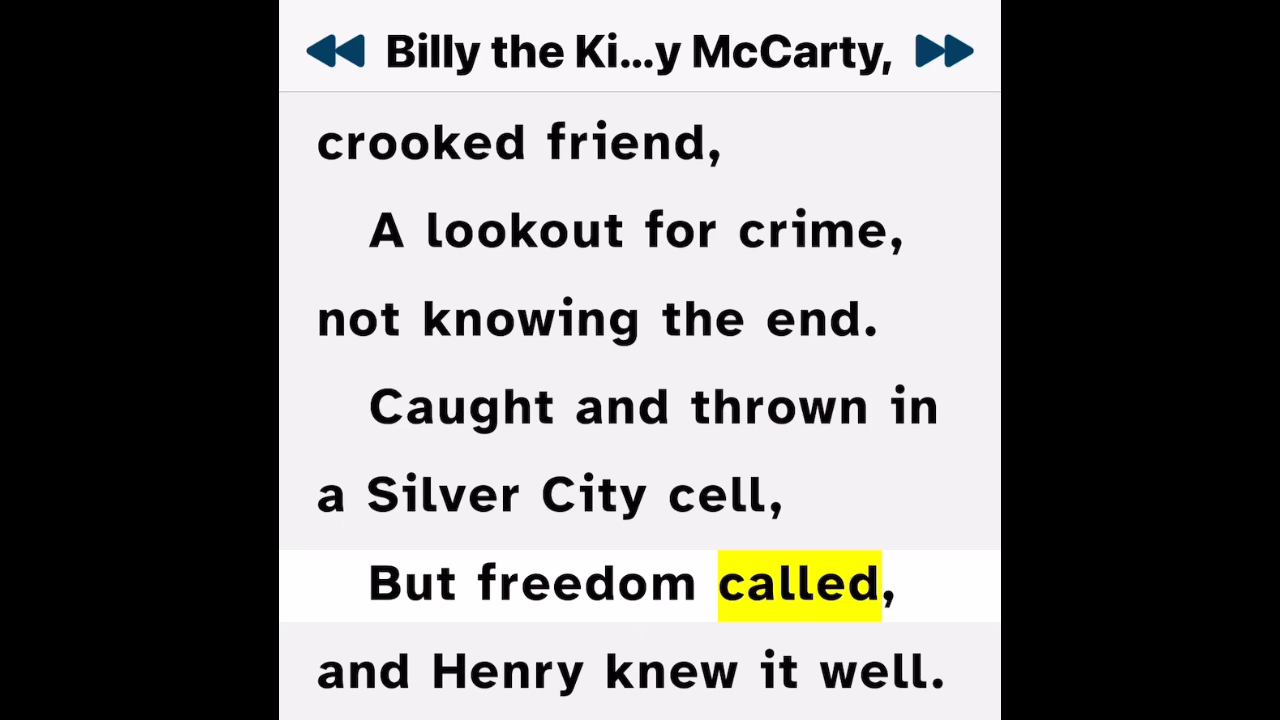 Billy the Ki...y McCarty,
crooked friend,
A lookout for crime,
not knowing the end.
Caught and thrown in
a Silver City cell,
But freedom called,
and Henry knew it well.